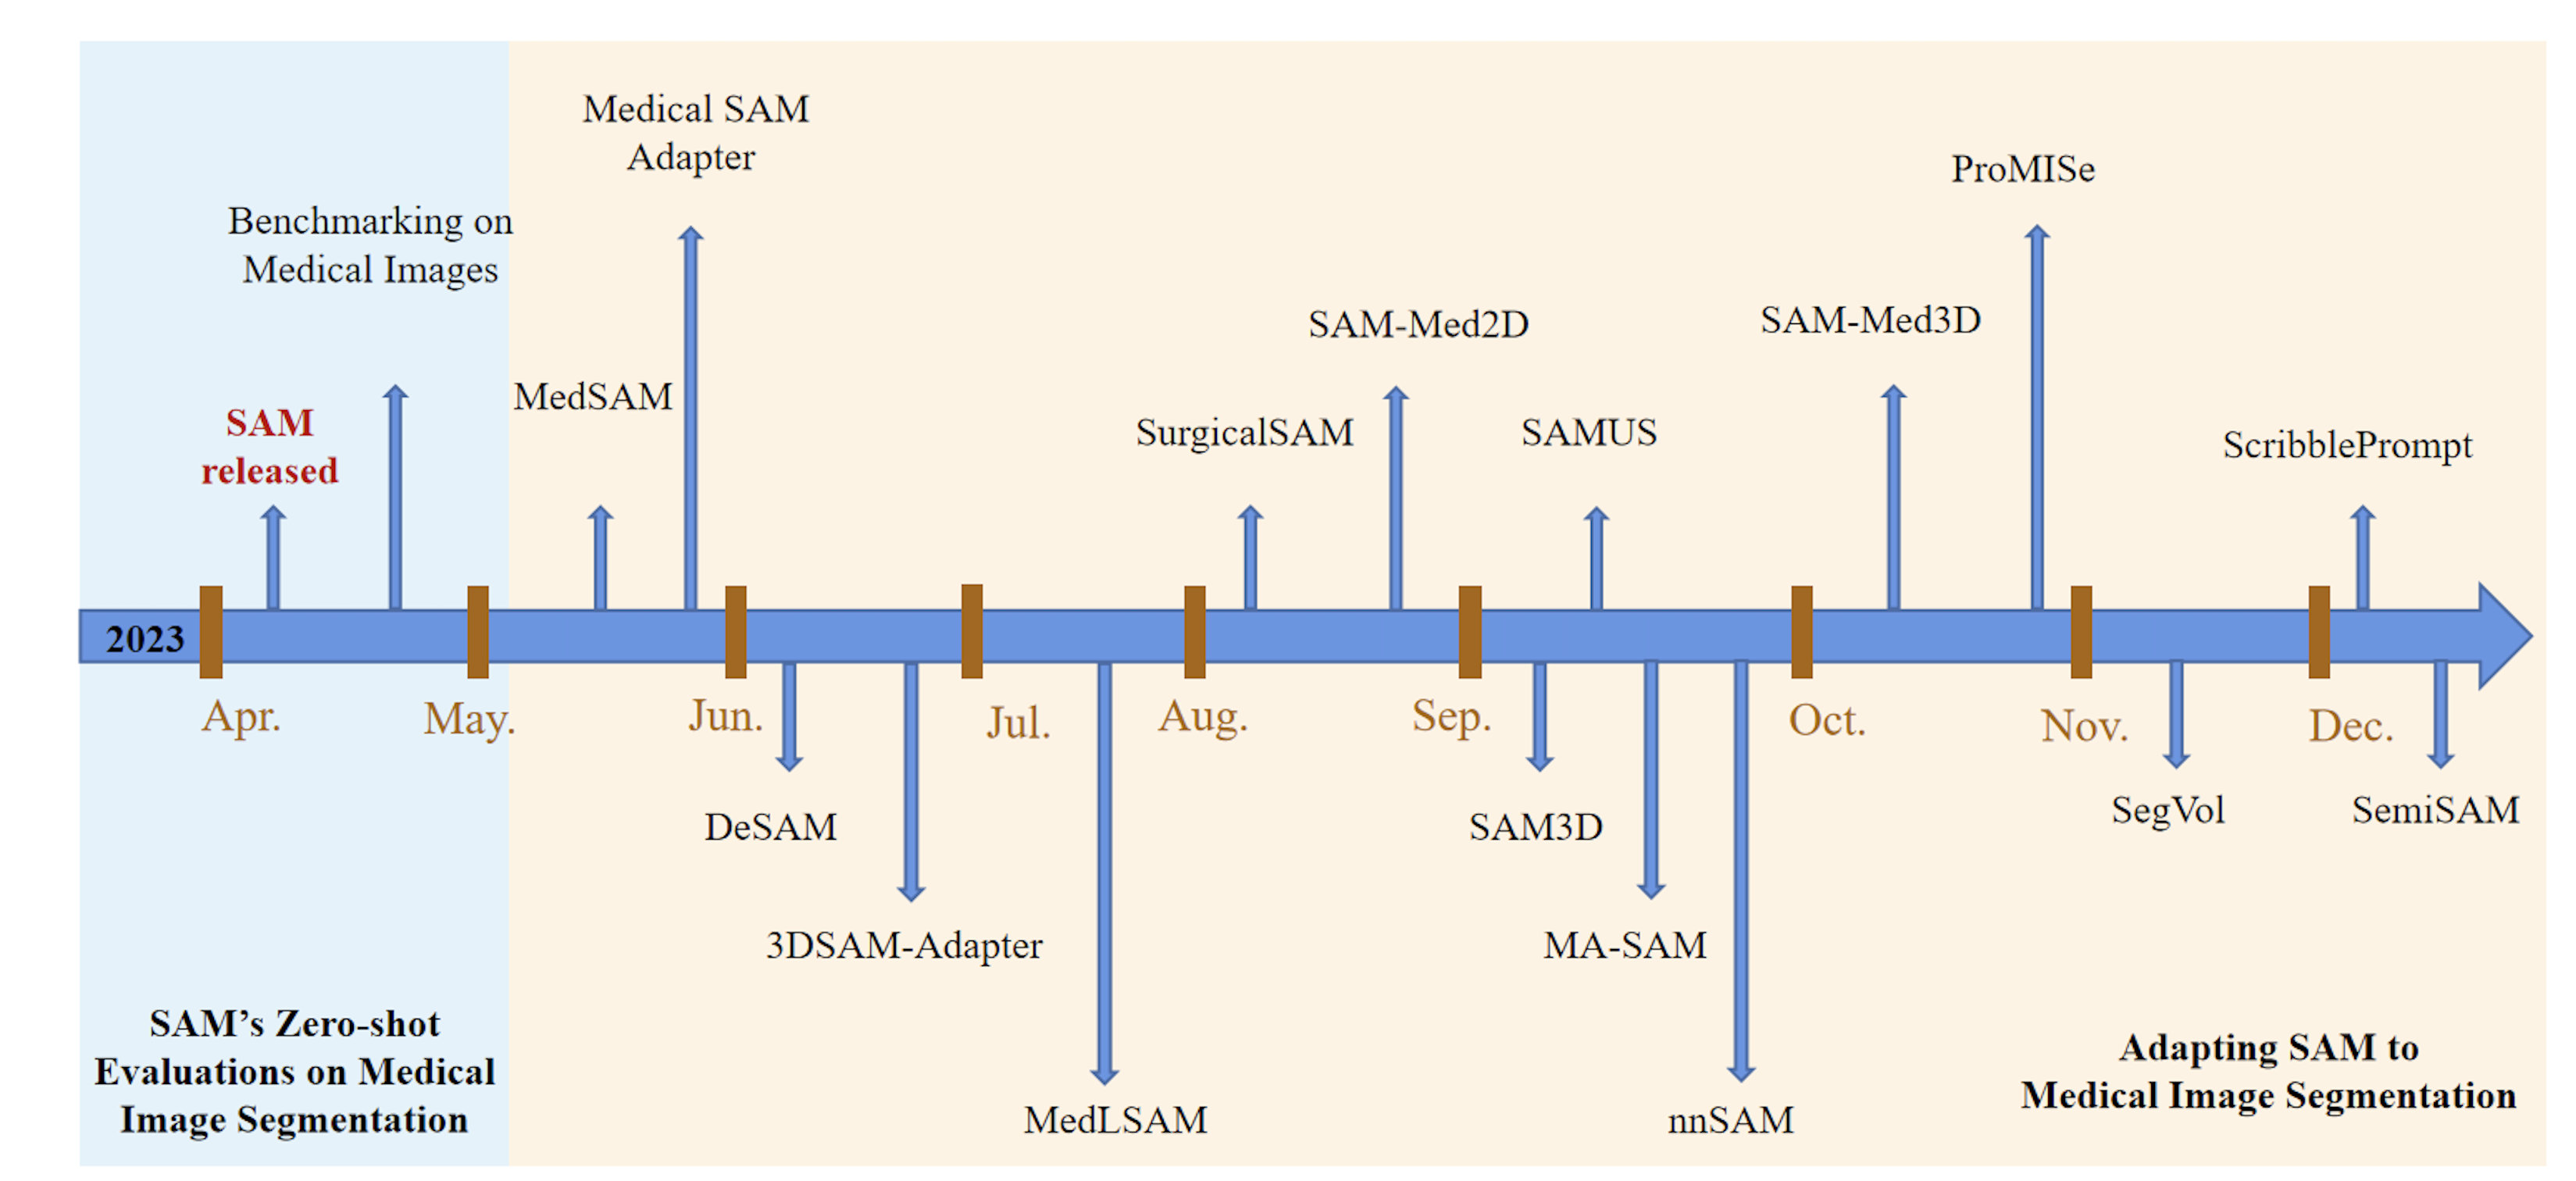 Medical SAM
Adapter
ProMISe
Benchmarking on
Medical Images
SAM-Med2D
SAM-Med3D
MedSAM
SAM
released
SurgicalSAM
SAMUS
ScribblePrompt
2023
Apr.
May.
Jun.
Jul.
Aug.
Sep.
Oct.
Nov.
Dec.
DeSAM
SAM3D
SegVol
SemiSAM
3DSAM-Adapter
MA-SAM
MedLSAM
nnSAM
SAM’s Zero-shot
Evaluations on Medical
Image Segmentation
Adapting SAM to
Medical Image Segmentation